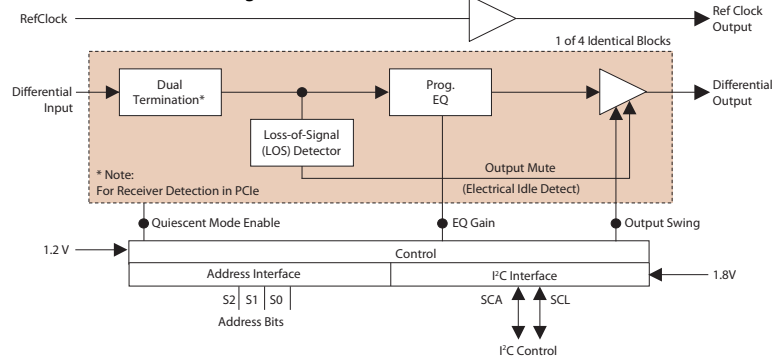 RefClock
Ref Clock
Output
1 of 4 Identical Blocks
Differential
Input
Dual
Termination*
Prog.
EQ
Differential
Output
Loss-of-Signal
(LOS) Detector
* Note:
For Receiver Detection in PCIe
Output Mute
(Electrical Idle Detect)
Quiescent Mode Enable
EQ Gain
Output Swing
1.2 V
Control
Address Interface
I²C Interface
1.8V
S2 S1 S0
SCA SCL
Address Bits
I²C Control